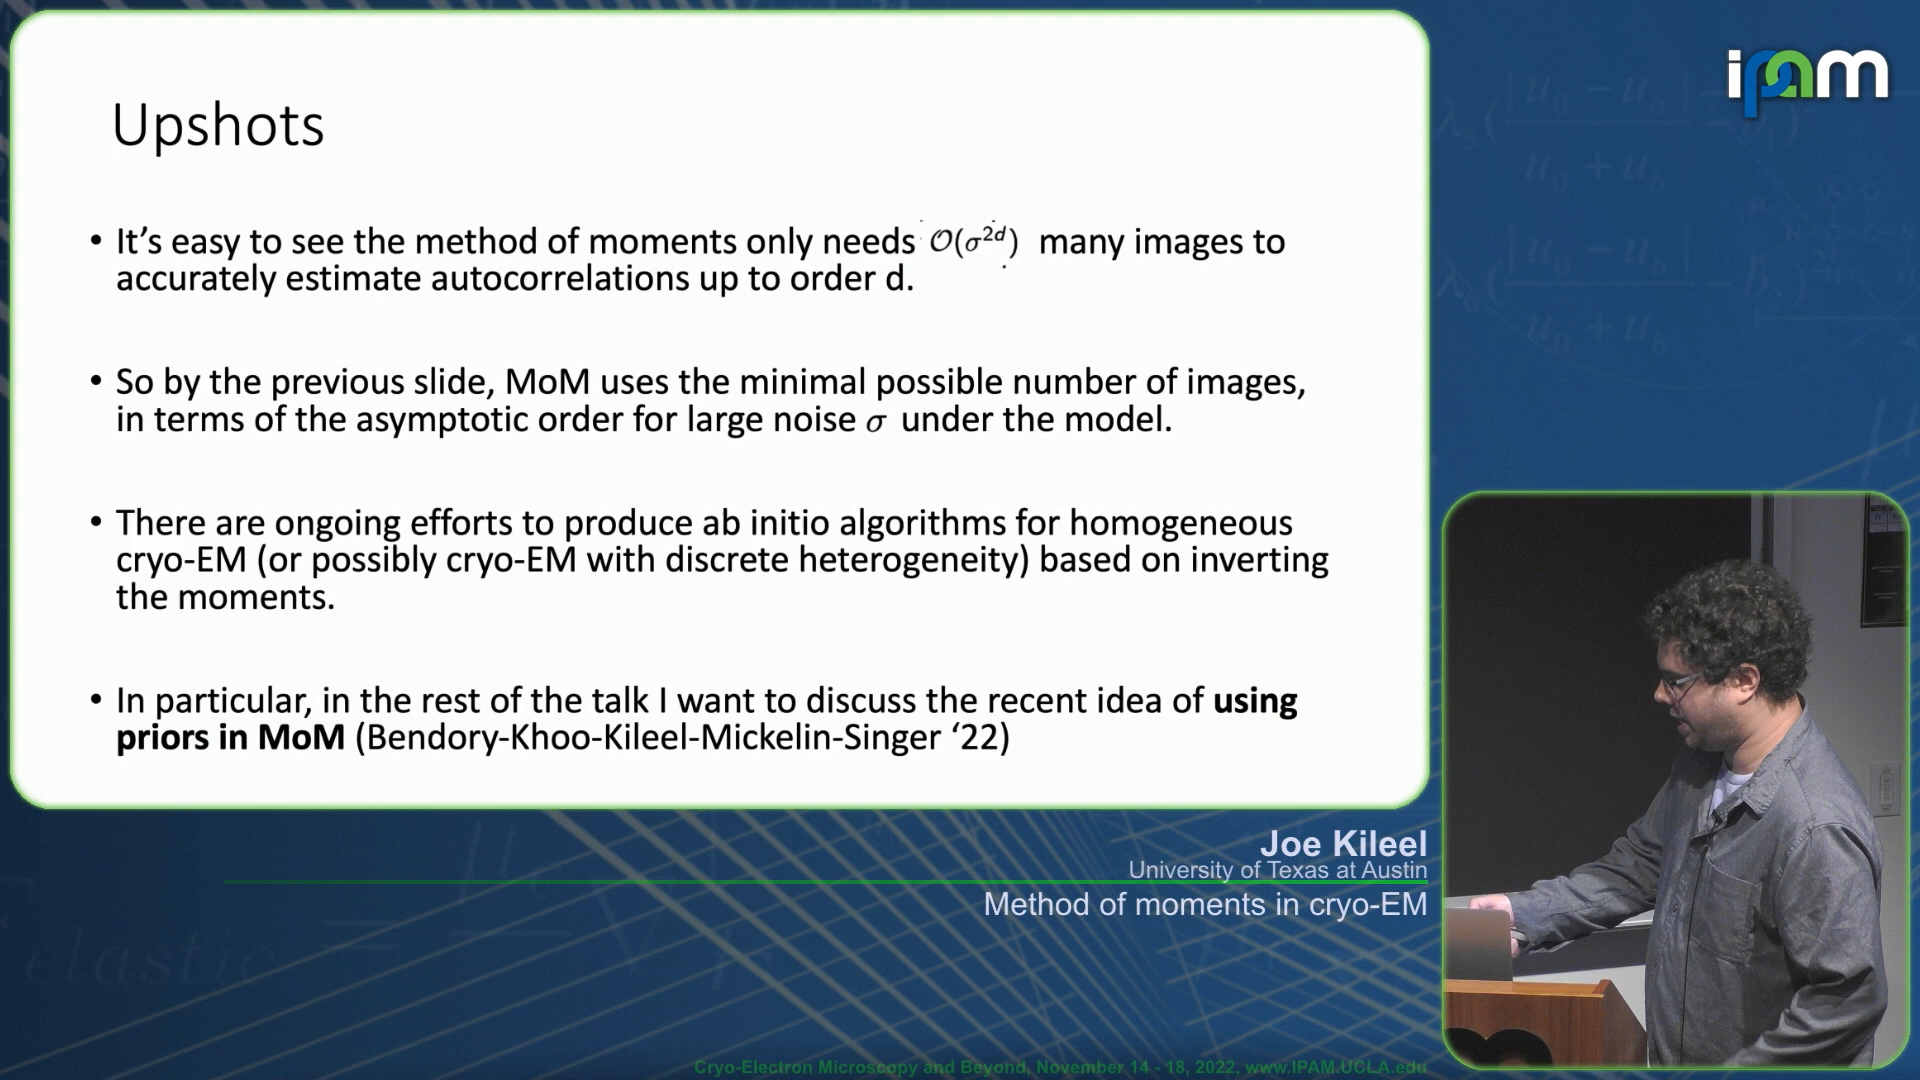 ipam
Upshots
• It’s easy to see the method of moments only needs 𝒪(σ²ᵈ) many images to
accurately estimate autocorrelations up to order d.
• So by the previous slide, MoM uses the minimal possible number of images,
in terms of the asymptotic order for large noise σ under the model.
• There are ongoing efforts to produce ab initio algorithms for homogeneous
cryo-EM (or possibly cryo-EM with discrete heterogeneity) based on inverting
the moments.
• In particular, in the rest of the talk I want to discuss the recent idea of using
priors in MoM (Bendory-Khoo-Kileel-Mickelin-Singer ‘22)
Joe Kileel
University of Texas at Austin
Method of moments in cryo-EM
elastic
Cryo-Electron Microscopy and Beyond, November 14 - 18, 2022, www.IPAM.UCLA.edu